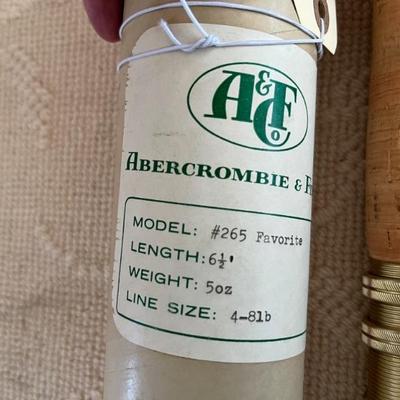 A&F Co
ABERCROMBIE &
MODEL: #265 Favorite
LENGTH: 6½'
WEIGHT: 5oz
LINE SIZE: 4-8lb